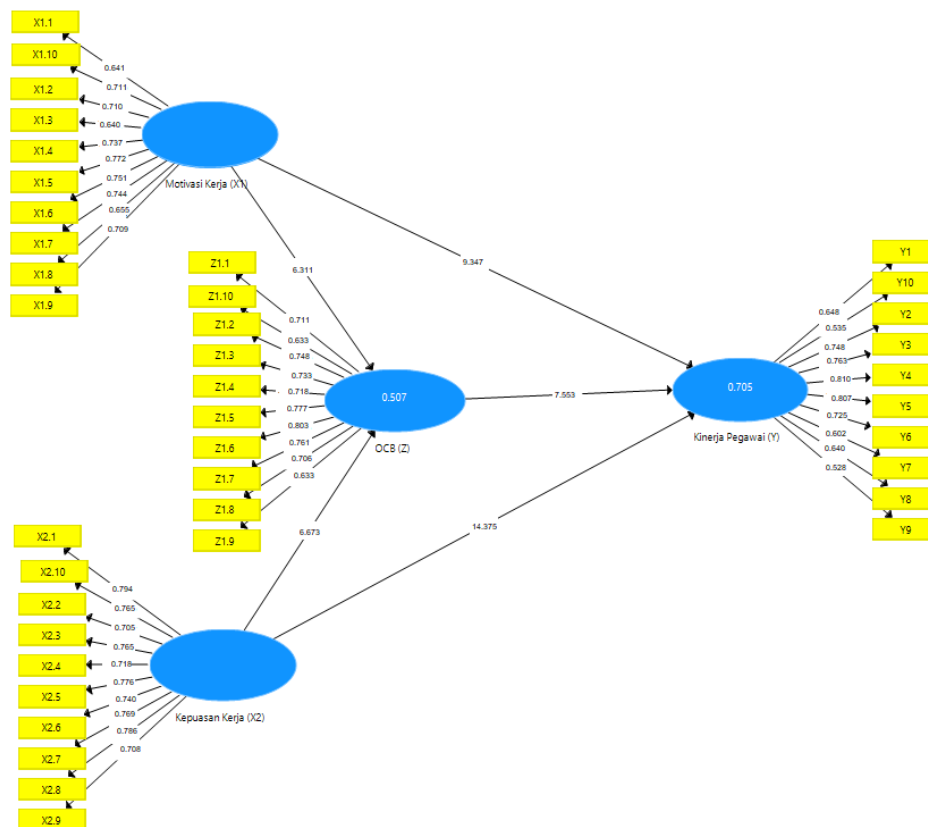 X1.1
X1.10
X1.2
X1.3
X1.4
X1.5
X1.6
X1.7
X1.8
X1.9
0.641
0.711
0.710
0.640
0.737
0.772
0.751
0.744
0.655
0.709
Motivasi Kerja (X1)
6.311
9.347
Z1.1
Z1.10
Z1.2
Z1.3
Z1.4
Z1.5
Z1.6
Z1.7
Z1.8
Z1.9
0.711
0.633
0.748
0.733
0.718
0.777
0.803
0.761
0.706
0.633
0.507
OCB (Z)
7.553
6.673
14.375
0.705
Kinerja Pegawai (Y)
0.648
0.535
0.748
0.763
0.810
0.807
0.725
0.602
0.640
0.528
Y1
Y10
Y2
Y3
Y4
Y5
Y6
Y7
Y8
Y9
X2.1
X2.10
X2.2
X2.3
X2.4
X2.5
X2.6
X2.7
X2.8
X2.9
0.794
0.765
0.705
0.765
0.718
0.776
0.740
0.769
0.786
0.708
Kepuasan Kerja (X2)